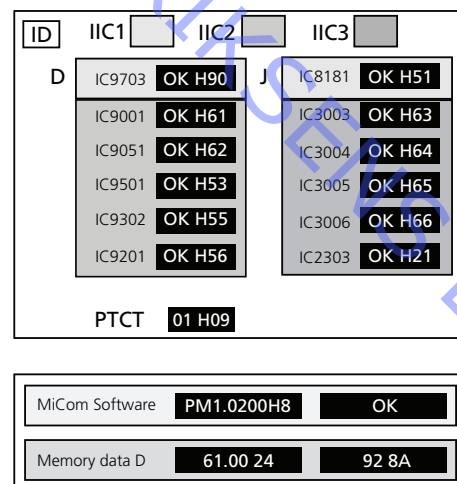 ID IIC1 IIC2 IIC3
D IC9703 OK H90 J IC8181 OK H51
IC9001 OK H61 IC3003 OK H63
IC9051 OK H62 IC3004 OK H64
IC9501 OK H53 IC3005 OK H65
IC9302 OK H55 IC3006 OK H66
IC9201 OK H56 IC2303 OK H21
PTCT 01 H09
MiCom Software PM1.0200H8 OK
Memory data D 61.00 24 92 8A